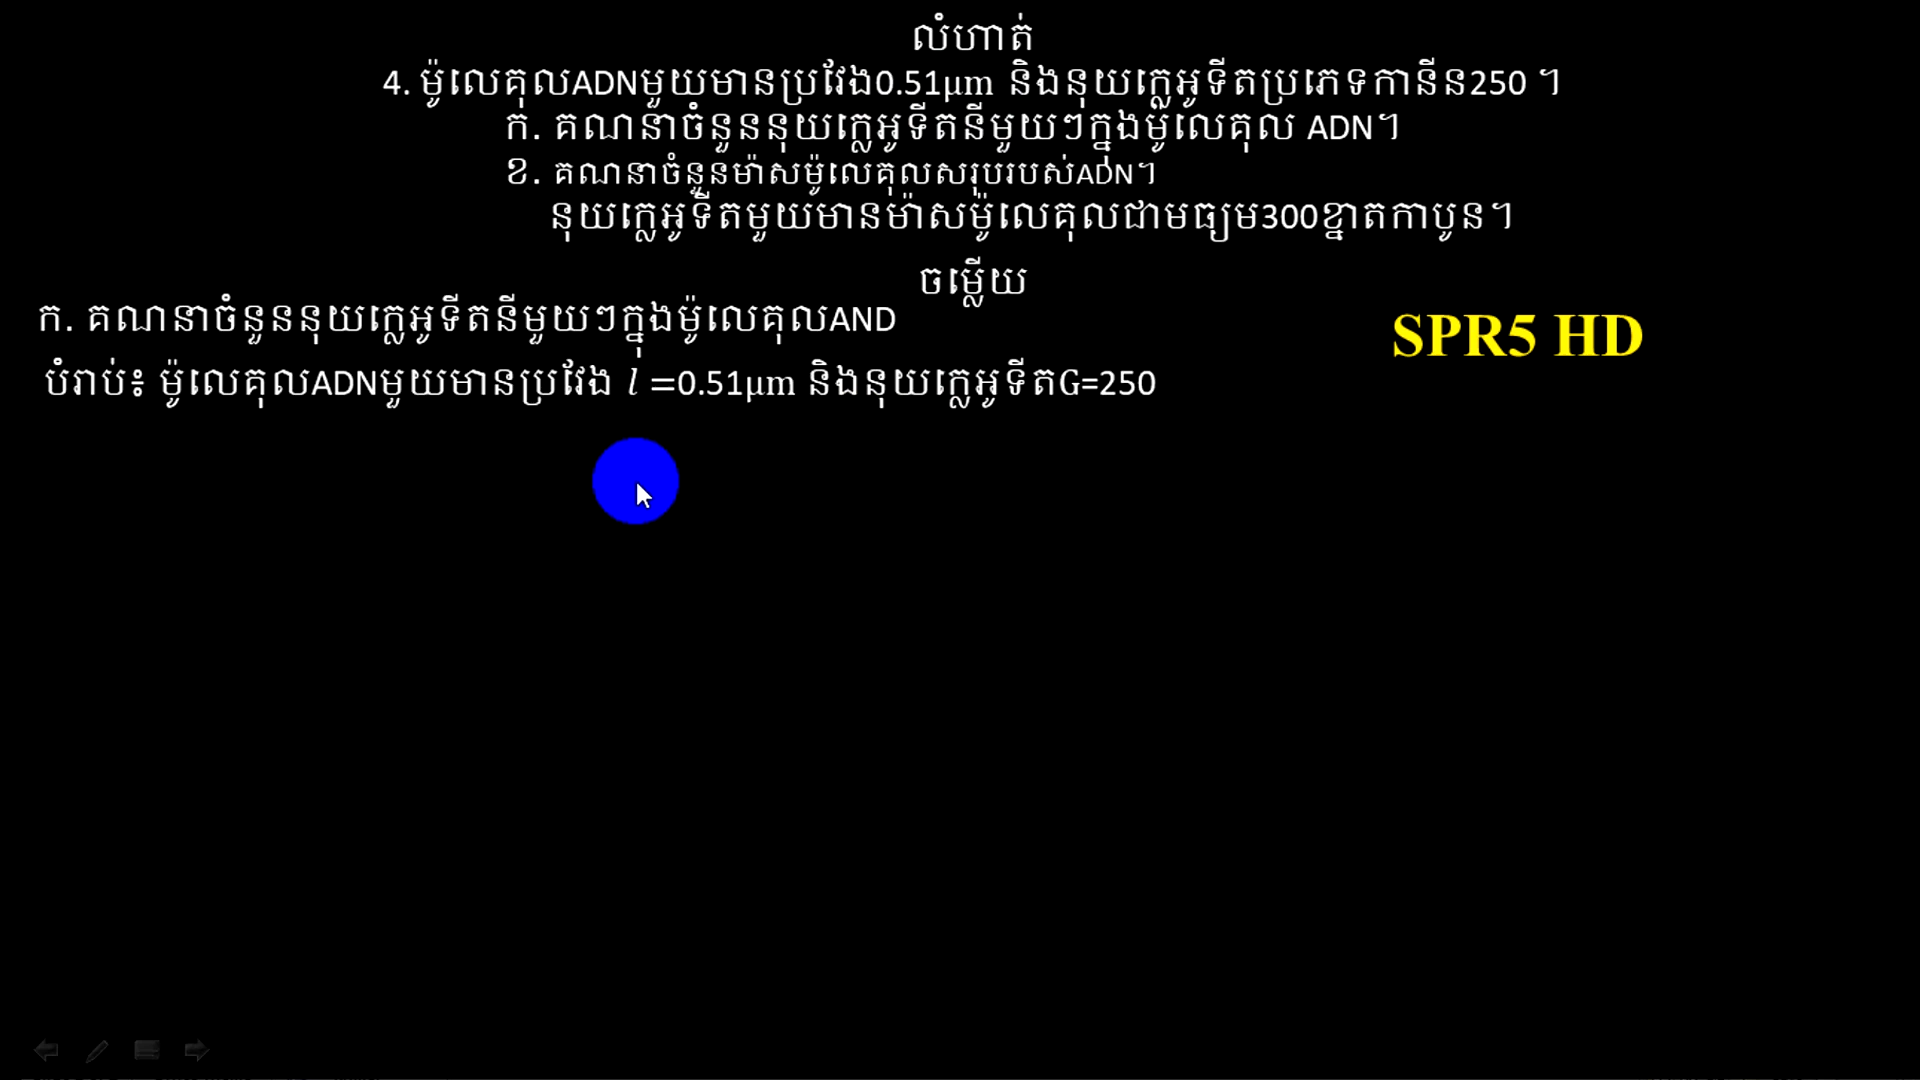 លំហាត់
4. ម៉ូលេគុលADNមួយមានប្រវែង0.51μm និងនុយក្លេអូទីតប្រភេទកានីន250 ។
ក. គណនាចំនួននុយក្លេអូទីតនីមួយៗក្នុងម៉ូលេគុល ADN។
ខ. គណនាចំនួនម៉ាសម៉ូលេគុលសរុបរបស់ADN។
នុយក្លេអូទីតមួយមានម៉ាសម៉ូលេគុលជាមធ្យម300ខ្នាតកាបូន។
ចម្លើយ
ក. គណនាចំនួននុយក្លេអូទីតនីមួយៗក្នុងម៉ូលេគុលAND
SPR5 HD
បំរាប់៖ ម៉ូលេគុលADNមួយមានប្រវែង l =0.51μm និងនុយក្លេអូទីតG=250